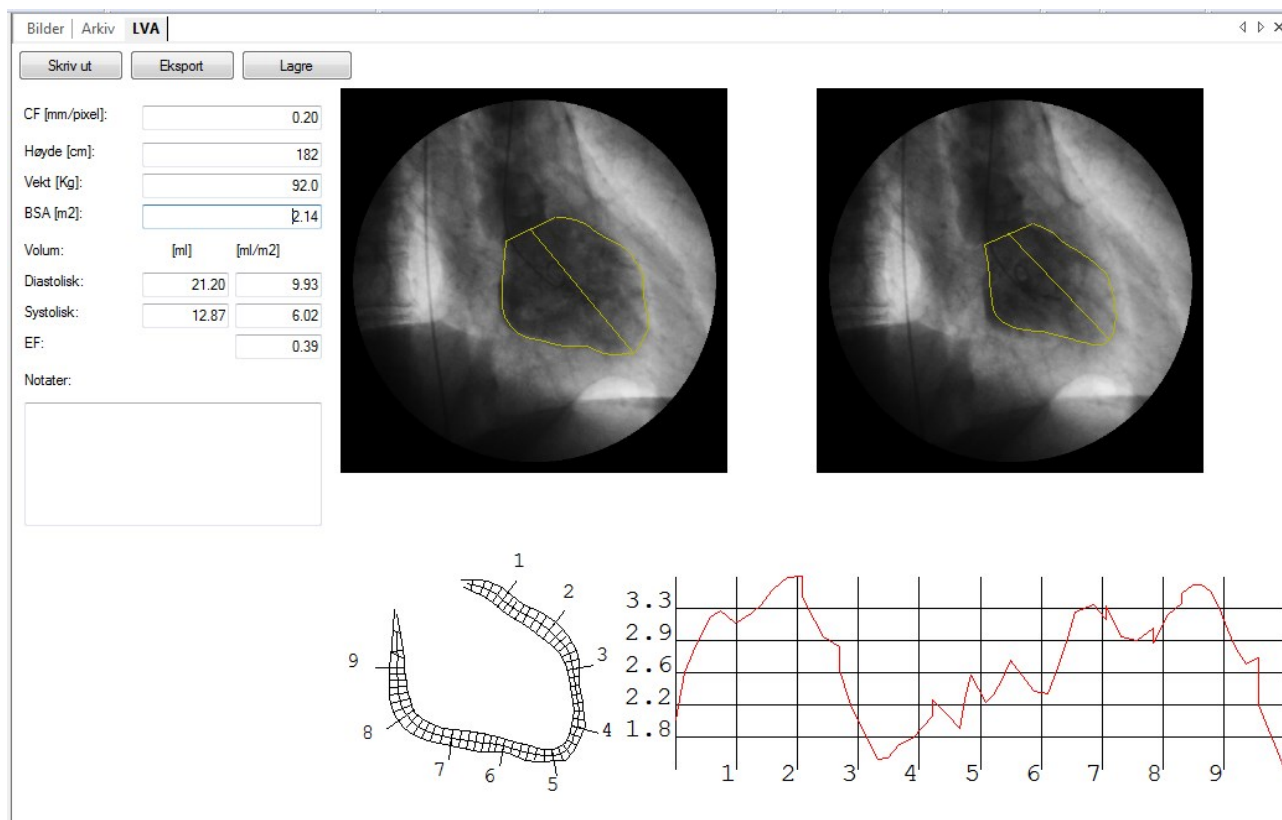 Bilder Arkiv LVA
Skriv ut Eksport Lagre
CF [mm/pixel]: 0.20
Høyde [cm]: 182
Vekt [Kg]: 92.0
BSA [m2]: 2.14
Volum: [ml] [ml/m2]
Diastolisk: 21.20 9.93
Systolisk: 12.87 6.02
EF: 0.39
Notater:
1
2
3
4
5
6
7
8
9
3.3
2.9
2.6
2.2
1.8
1 2 3 4 5 6 7 8 9